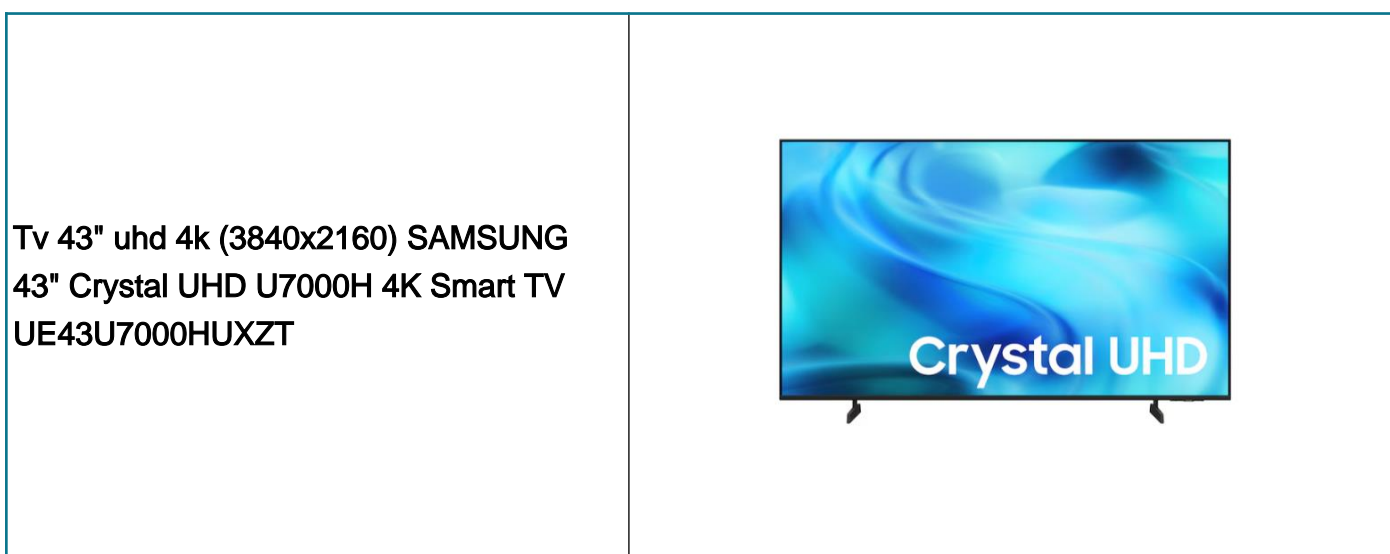 Tv 43" uhd 4k (3840x2160) SAMSUNG
43" Crystal UHD U7000H 4K Smart TV
UE43U7000HUXZT
Crystal UHD